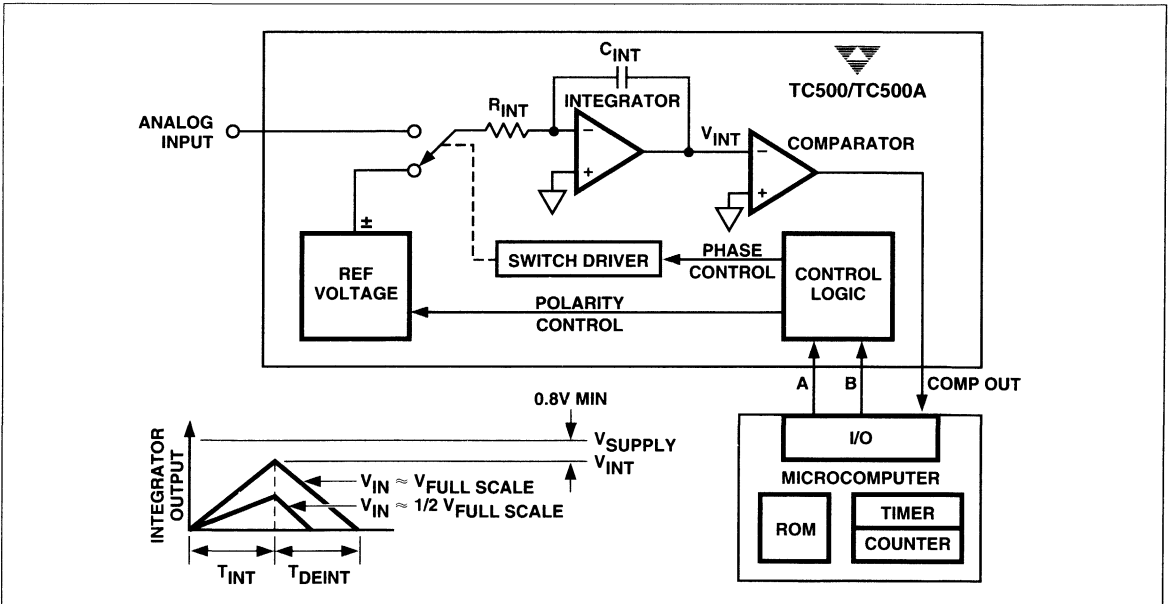 C_INT
TC500/TC500A
INTEGRATOR
R_INT
ANALOG
INPUT
V_INT
COMPARATOR
−
+
−
+
±
REF
VOLTAGE
SWITCH DRIVER
PHASE
CONTROL
CONTROL
LOGIC
POLARITY
CONTROL
A
B
COMP OUT
0.8V MIN
V_SUPPLY
V_INT
INTEGRATOR
OUTPUT
V_IN ≈ V_FULL SCALE
V_IN ≈ 1/2 V_FULL SCALE
T_INT
T_DEINT
I/O
MICROCOMPUTER
ROM
TIMER
COUNTER